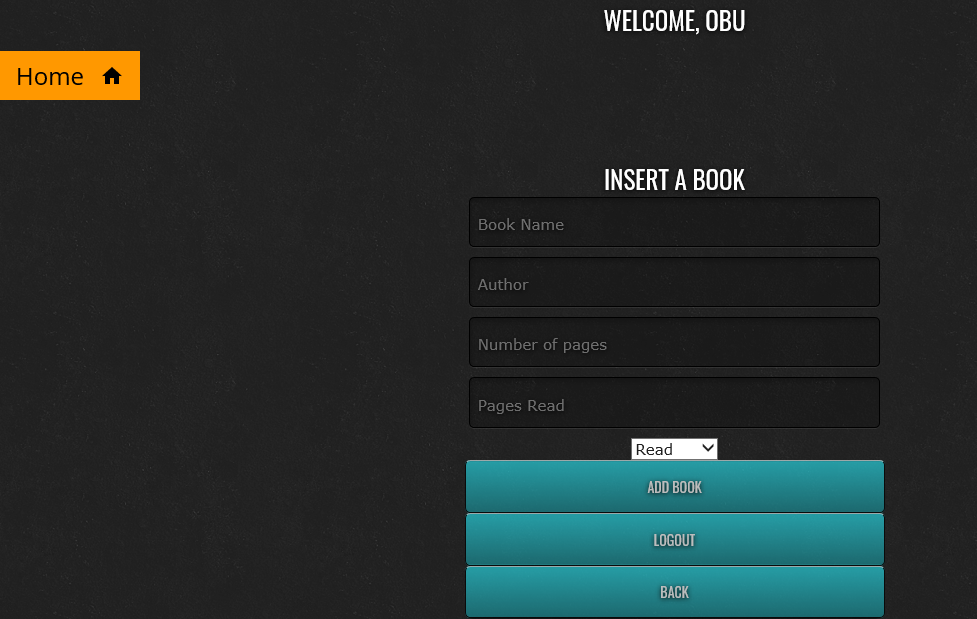 WELCOME, OBU
Home
INSERT A BOOK
Book Name
Author
Number of pages
Pages Read
Read
ADD BOOK
LOGOUT
BACK